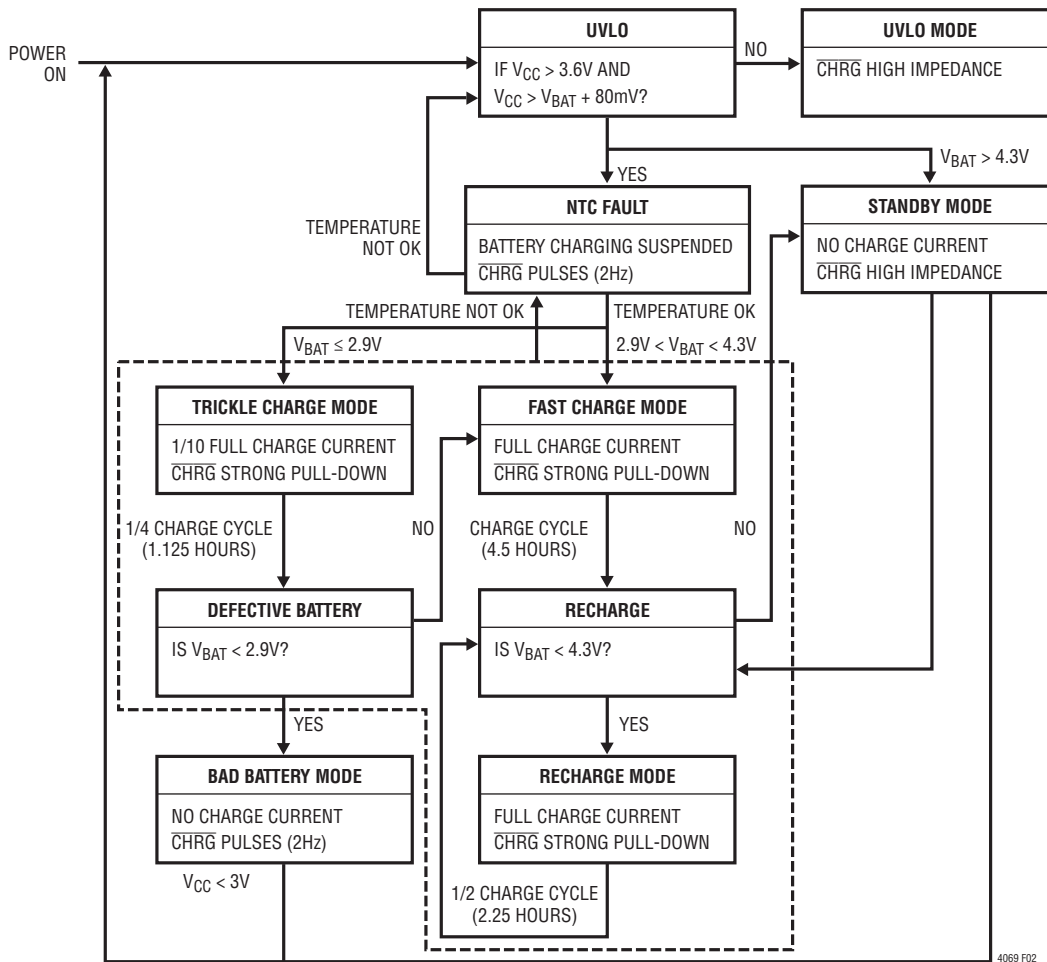 POWER
ON
UVLO
IF VCC > 3.6V AND
VCC > VBAT + 80mV?
NO
UVLO MODE
CHRG HIGH IMPEDANCE
YES
VBAT > 4.3V
NTC FAULT
BATTERY CHARGING SUSPENDED
CHRG PULSES (2Hz)
STANDBY MODE
NO CHARGE CURRENT
CHRG HIGH IMPEDANCE
TEMPERATURE
NOT OK
TEMPERATURE NOT OK
TEMPERATURE OK
VBAT ≤ 2.9V
2.9V < VBAT < 4.3V
TRICKLE CHARGE MODE
1/10 FULL CHARGE CURRENT
CHRG STRONG PULL-DOWN
FAST CHARGE MODE
FULL CHARGE CURRENT
CHRG STRONG PULL-DOWN
1/4 CHARGE CYCLE
(1.125 HOURS)
NO
CHARGE CYCLE
(4.5 HOURS)
NO
DEFECTIVE BATTERY
IS VBAT < 2.9V?
RECHARGE
IS VBAT < 4.3V?
YES
YES
BAD BATTERY MODE
NO CHARGE CURRENT
CHRG PULSES (2Hz)
RECHARGE MODE
FULL CHARGE CURRENT
CHRG STRONG PULL-DOWN
VCC < 3V
1/2 CHARGE CYCLE
(2.25 HOURS)
4069 F02